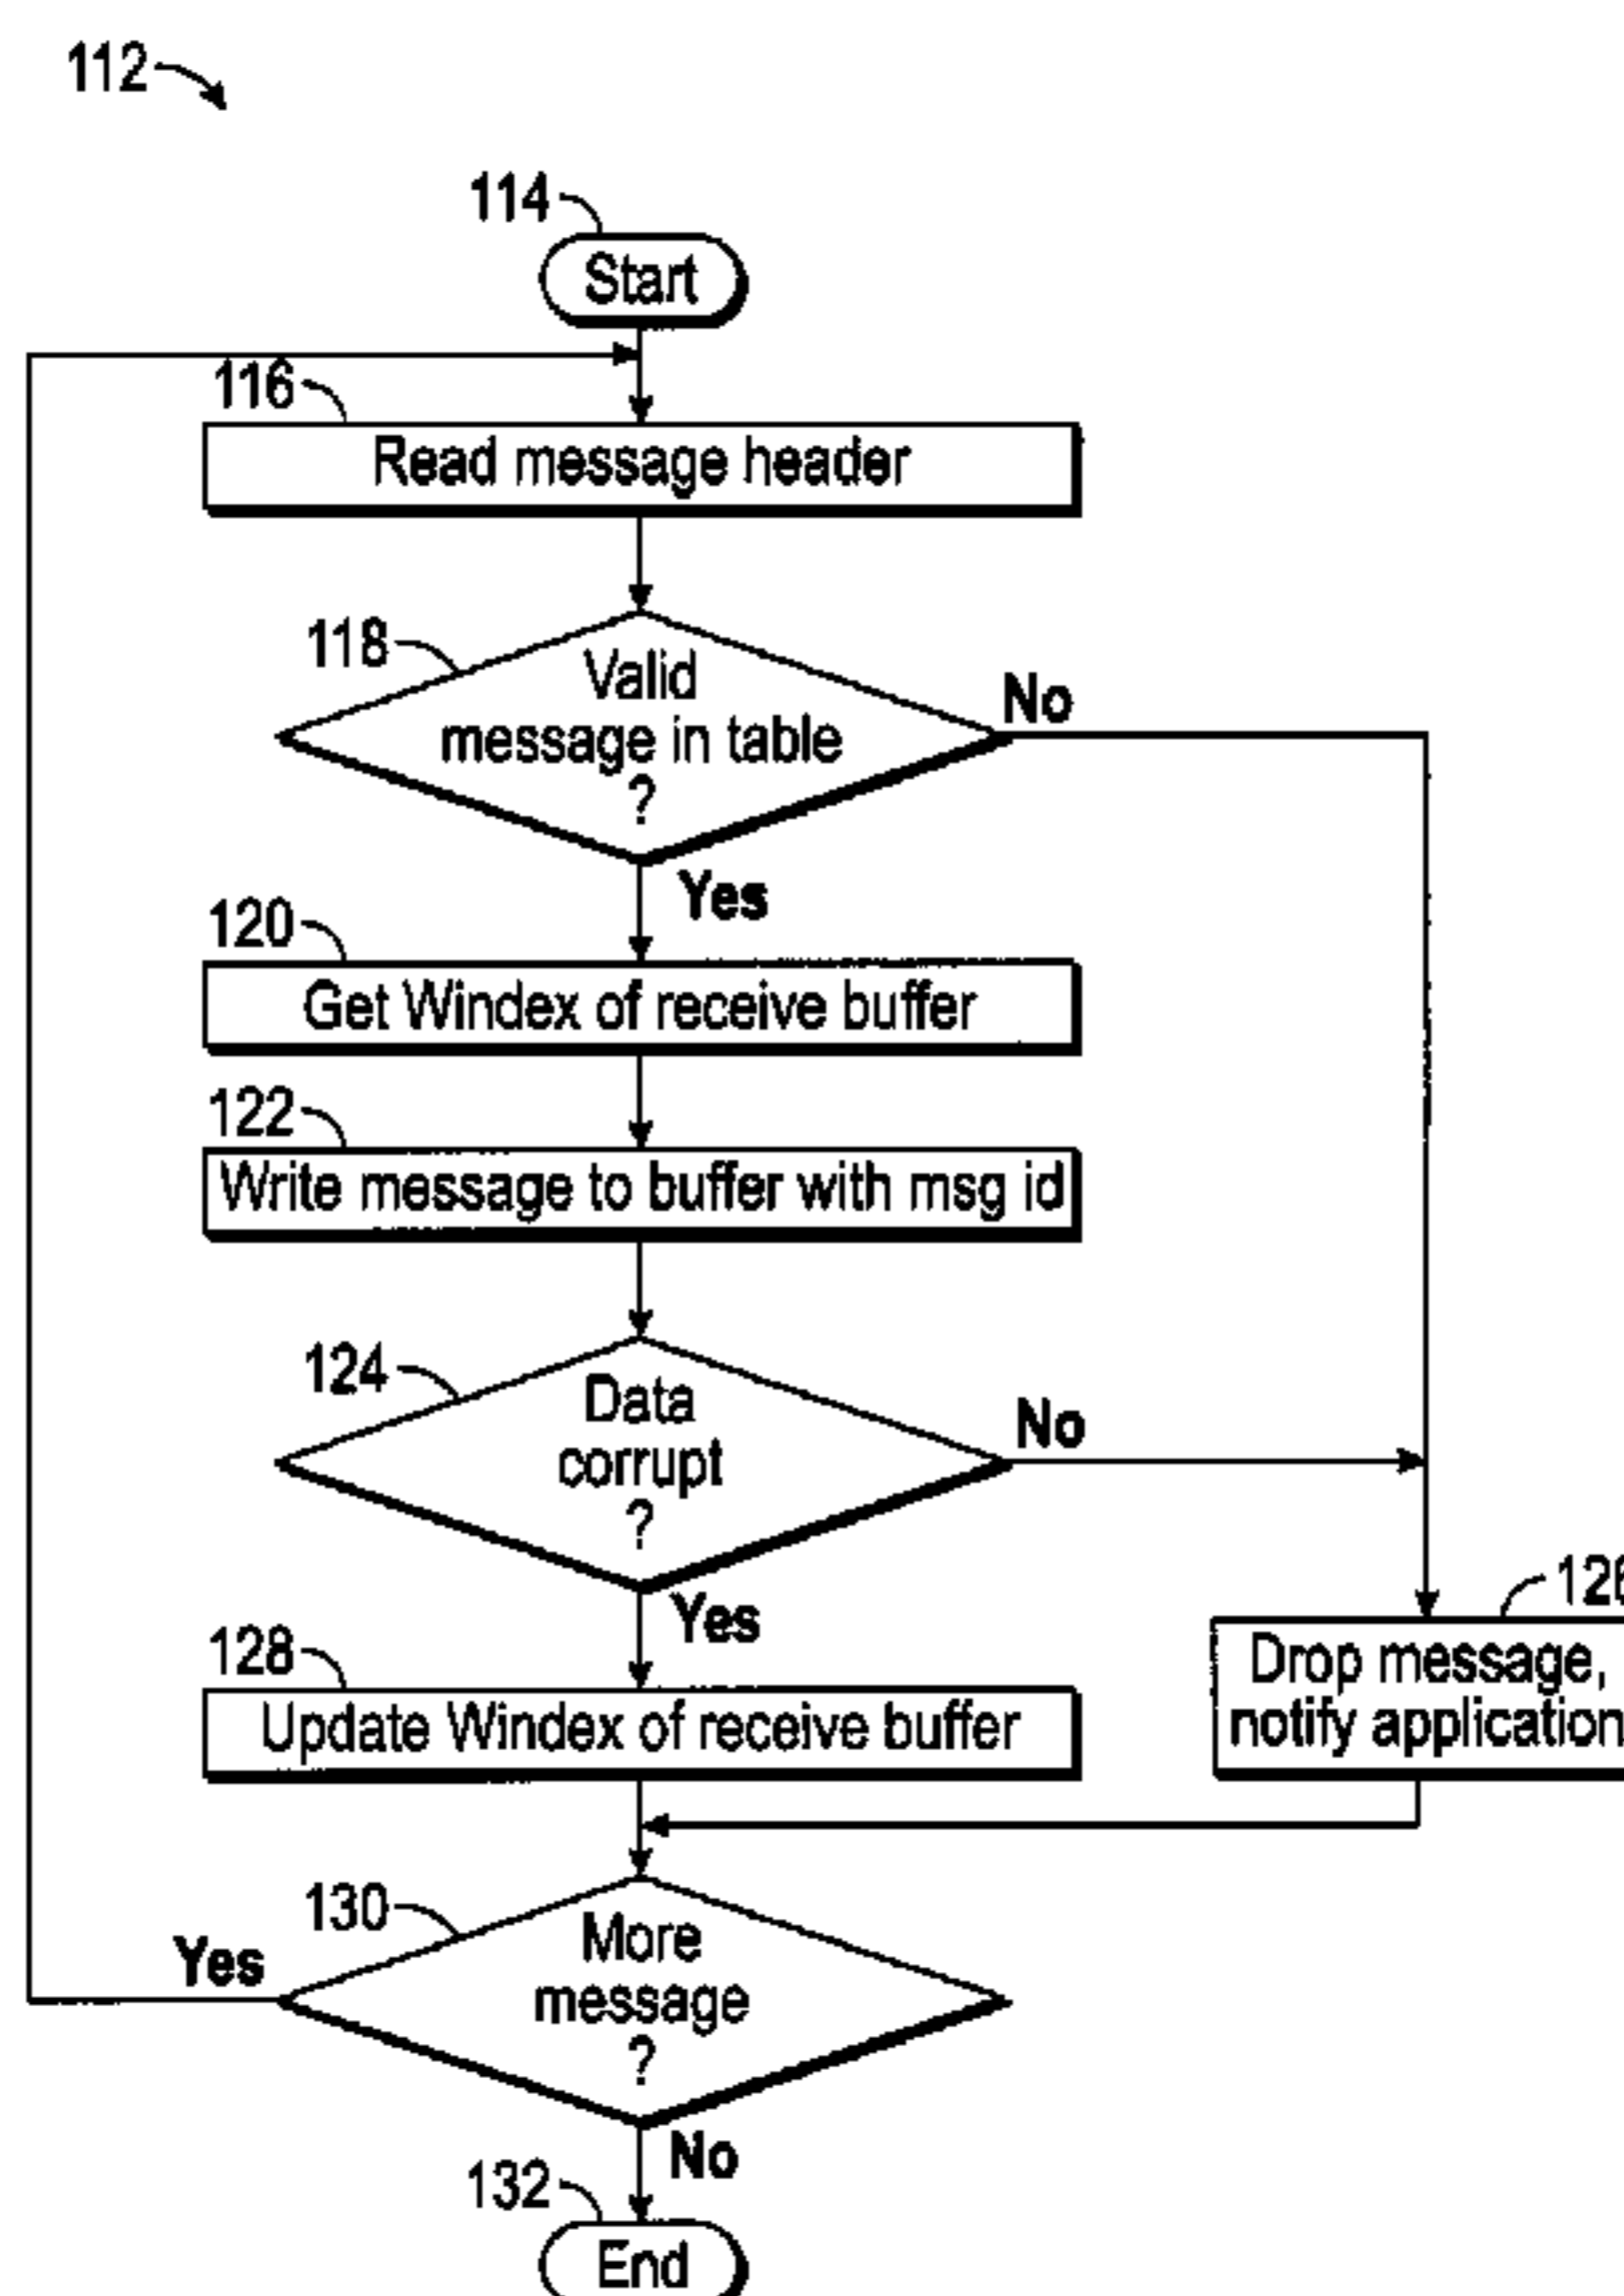 112
114
Start
116
Read message header
118
Valid
message in table
?
No
Yes
120
Get Windex of receive buffer
122
Write message to buffer with msg id
124
Data
corrupt
?
No
Yes
126
Drop message,
notify application
128
Update Windex of receive buffer
130
More
message
?
Yes
No
132
End